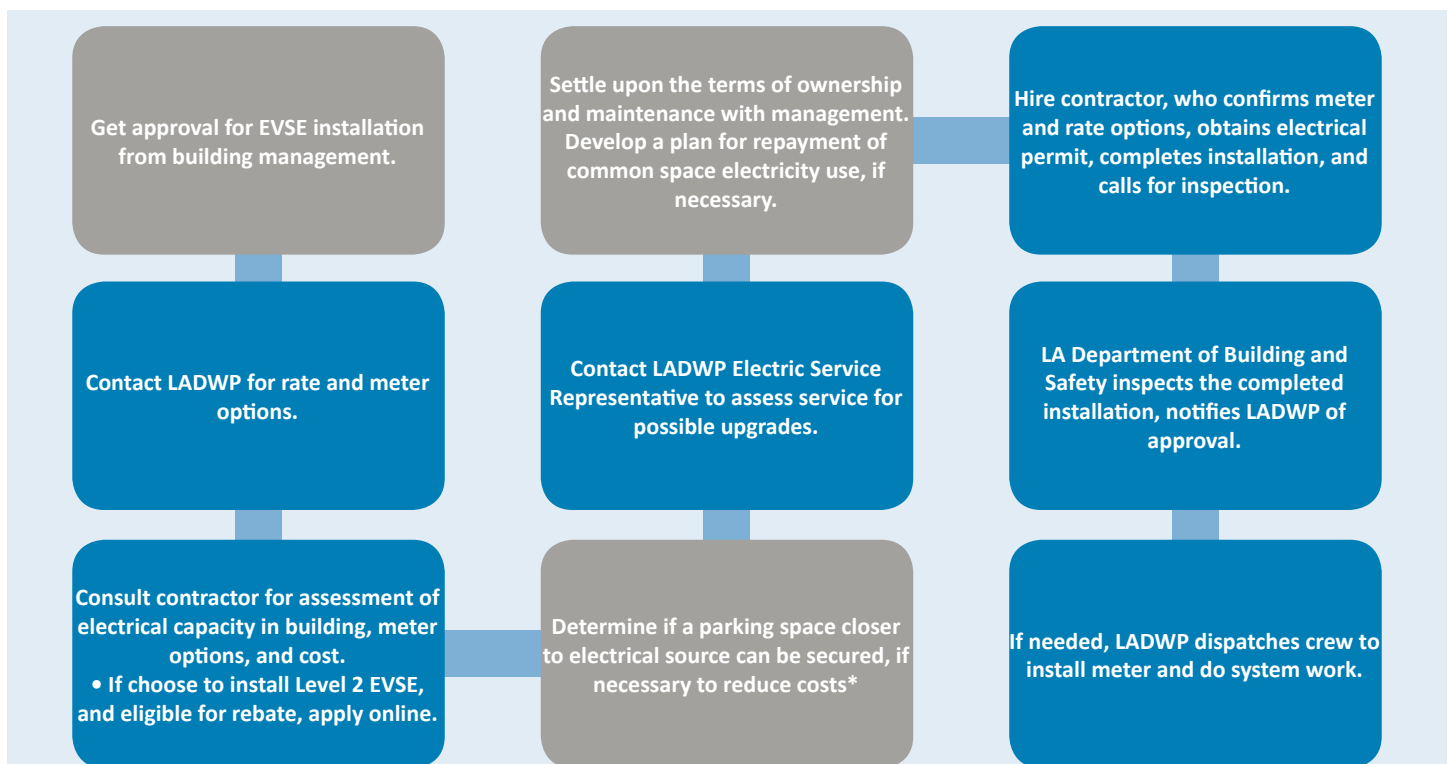 Get approval for EVSE installation
from building management.
Contact LADWP for rate and meter
options.
Consult contractor for assessment of
electrical capacity in building, meter
options, and cost.
• If choose to install Level 2 EVSE,
and eligible for rebate, apply online.
Determine if a parking space closer
to electrical source can be secured, if
necessary to reduce costs*
Contact LADWP Electric Service
Representative to assess service for
possible upgrades.
Settle upon the terms of ownership
and maintenance with management.
Develop a plan for repayment of
common space electricity use, if
necessary.
Hire contractor, who confirms meter
and rate options, obtains electrical
permit, completes installation, and
calls for inspection.
LA Department of Building and
Safety inspects the completed
installation, notifies LADWP of
approval.
If needed, LADWP dispatches crew to
install meter and do system work.